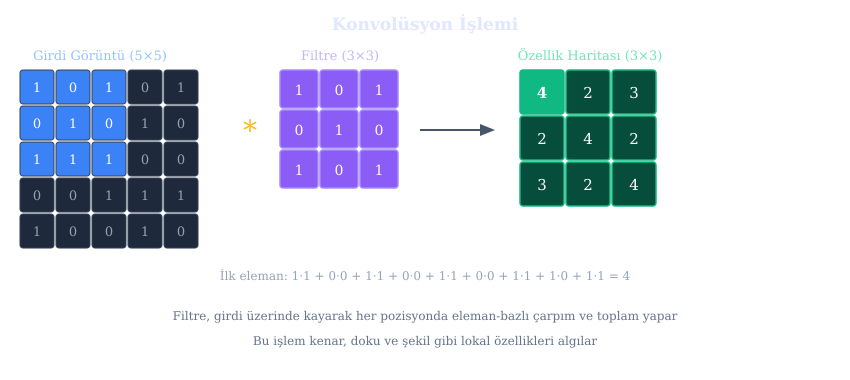 Konvolüsyon İşlemi
Girdi Görüntü (5×5) Filtre (3×3) Özellik Haritası (3×3)
1 0 1 0 1
0 1 0 1 0
1 1 1 0 0
0 0 1 1 1
1 0 0 1 0
*
1 0 1
0 1 0
1 0 1
4 2 3
2 4 2
3 2 4
İlk eleman: 1·1 + 0·0 + 1·1 + 0·0 + 1·1 + 0·0 + 1·1 + 1·0 + 1·1 = 4
Filtre, girdi üzerinde kayarak her pozisyonda eleman-bazlı çarpım ve toplam yapar
Bu işlem kenar, doku ve şekil gibi lokal özellikleri algılar